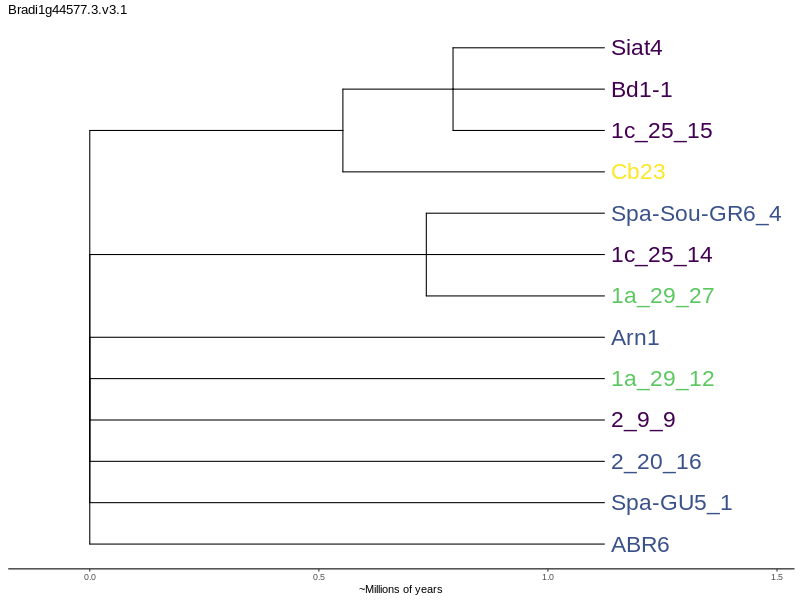 Bradi1g44577.3.v3.1
Siat4
Bd1-1
1c_25_15
Cb23
Spa-Sou-GR6_4
1c_25_14
1a_29_27
Arn1
1a_29_12
2_9_9
2_20_16
Spa-GU5_1
ABR6
0.0 0.5 1.0 1.5
~Millions of years